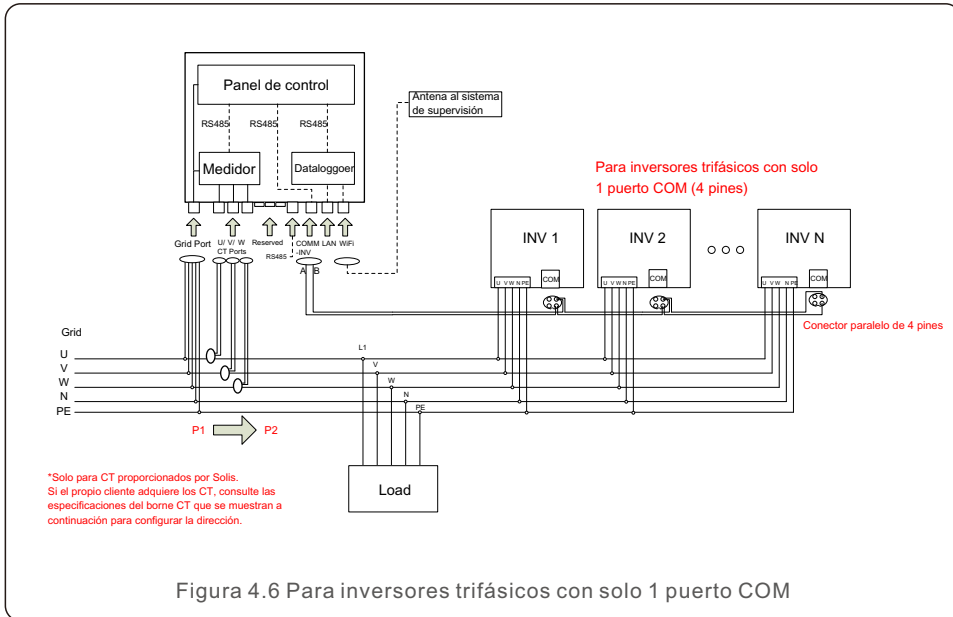 Panel de control
RS485
RS485
RS485
Medidor
Dataloggoer
Antena al sistema
de supervisión
Para inversores trifásicos con solo
1 puerto COM (4 pines)
Grid Port
U/ V/ W
CT Ports
Reserved
RS485
COMM
-INV
LAN
WiFi
A
B
INV 1
INV 2
INV N
COM
COM
COM
U V W N PE
U V W N PE
U V W N PE
Conector paralelo de 4 pines
Grid
U
V
W
N
PE
L1
V
W
N
PE
P1
P2
Load
*Solo para CT proporcionados por Solis.
Si el propio cliente adquiere los CT, consulte las
especificaciones del borne CT que se muestran a
continuación para configurar la dirección.
Figura 4.6 Para inversores trifásicos con solo 1 puerto COM